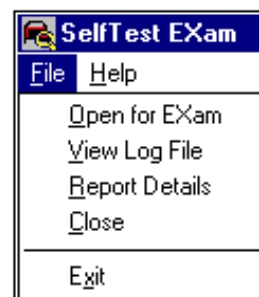 SelfTest EXam
File Help
Open for EXam
View Log File
Report Details
Close
Exit